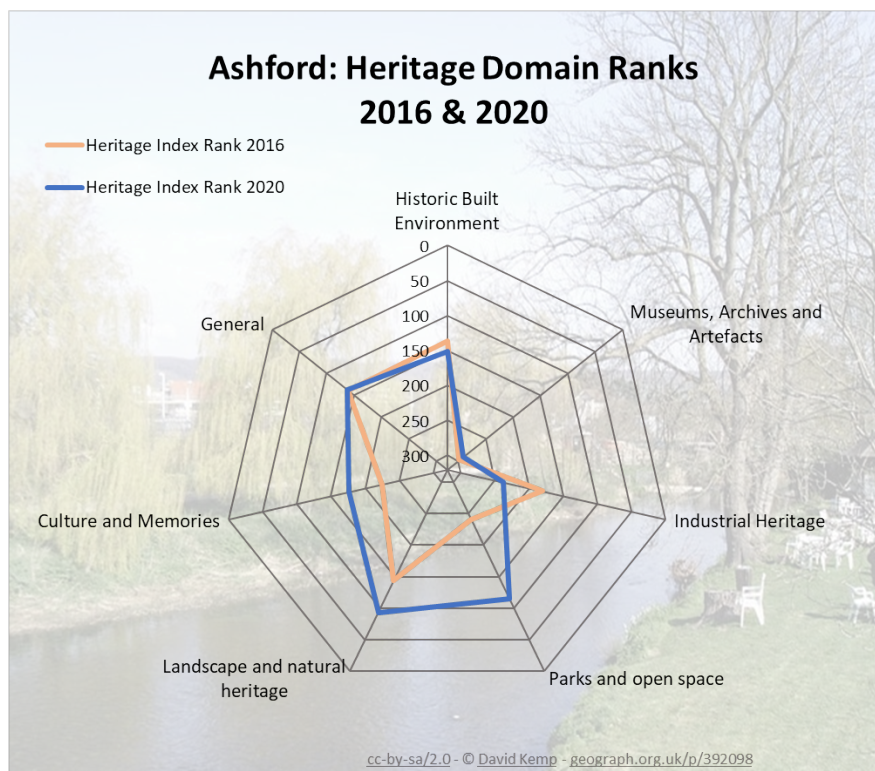 Ashford: Heritage Domain Ranks
2016 & 2020
Heritage Index Rank 2016
Heritage Index Rank 2020
Historic Built
Environment
0
50
100
150
200
250
300
General
Museums, Archives and
Artefacts
Culture and Memories
Industrial Heritage
Landscape and natural
heritage
Parks and open space
cc-by-sa/2.0 - © David Kemp - geograph.org.uk/p/392098